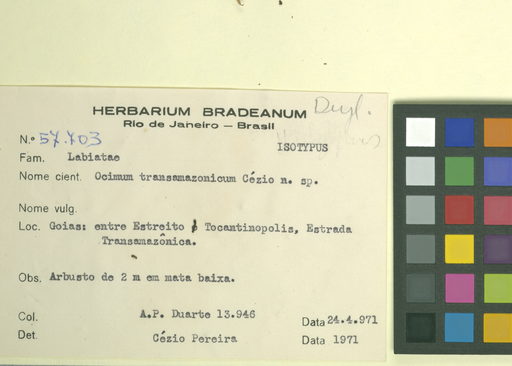 HERBARIUM BRADEANUM Dupl.
Rio de Janeiro – Brasil
N.º 57.703
ISOTYPUS
Fam. Labiatae
Nome cient. Ocimum transamazonicum Cézio n. sp.
Nome vulg.
Loc. Goias: entre Estreito Tocantinopolis, Estrada
Transamazônica.
Obs. Arbusto de 2 m em mata baixa.
Col. A.P. Duarte 13.946 Data 24.4.971
Det. Cézio Pereira Data 1971